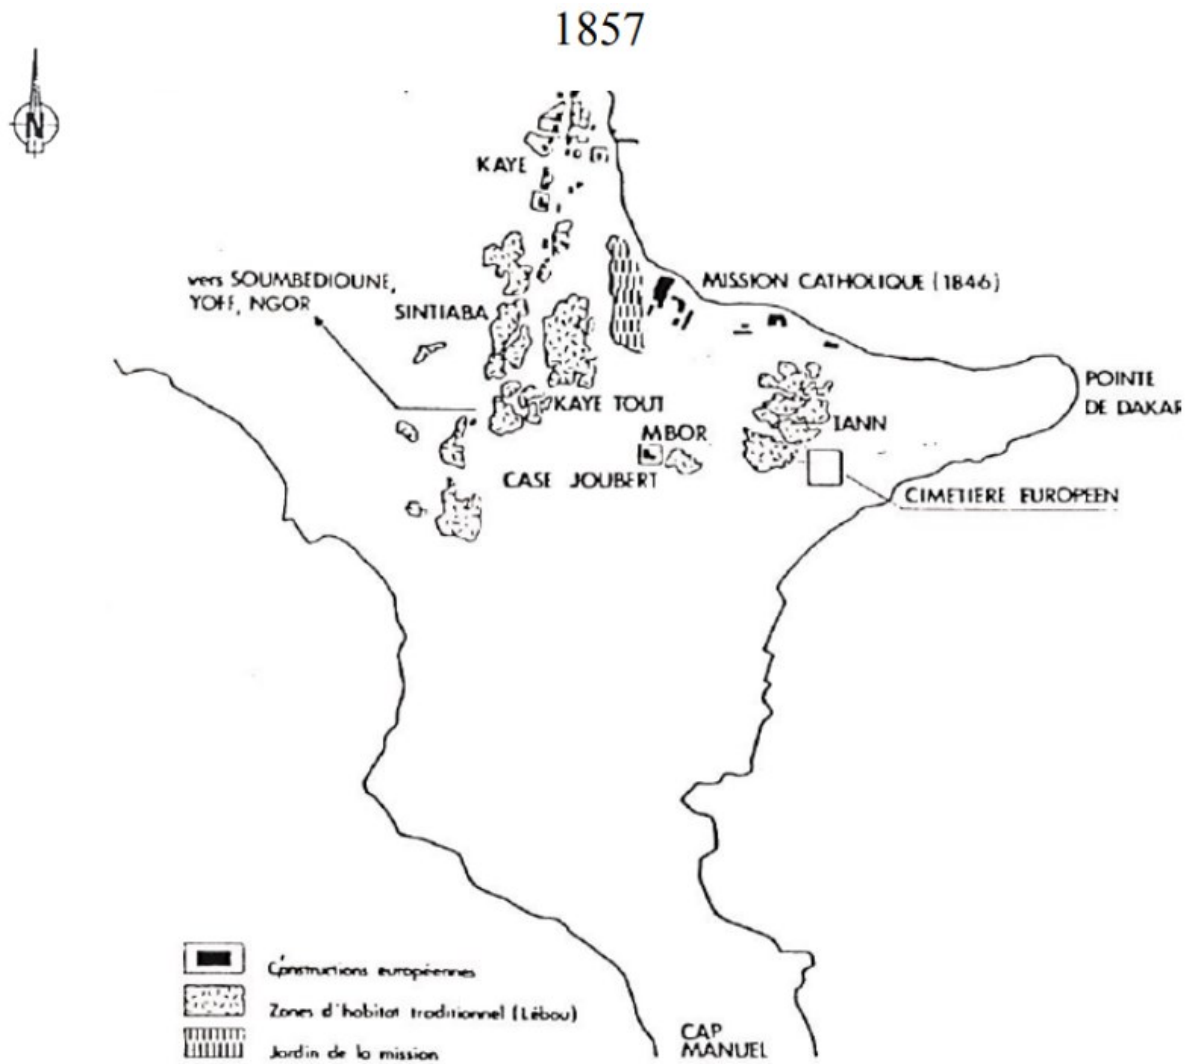 1857
N
KAYE
vers SOUMBEDIOUNE,
YOFF, NGOR
SINTIABA
MISSION CATHOLIQUE (1846)
POINTE
DE DAKAR
KAYE TOUT
IANN
MBOR
CASE JOUBERT
CIMETIERE EUROPEEN
Constructions européennes
Zones d'habitat traditionnel (Lébou)
Jardin de la mission
CAP
MANUEL